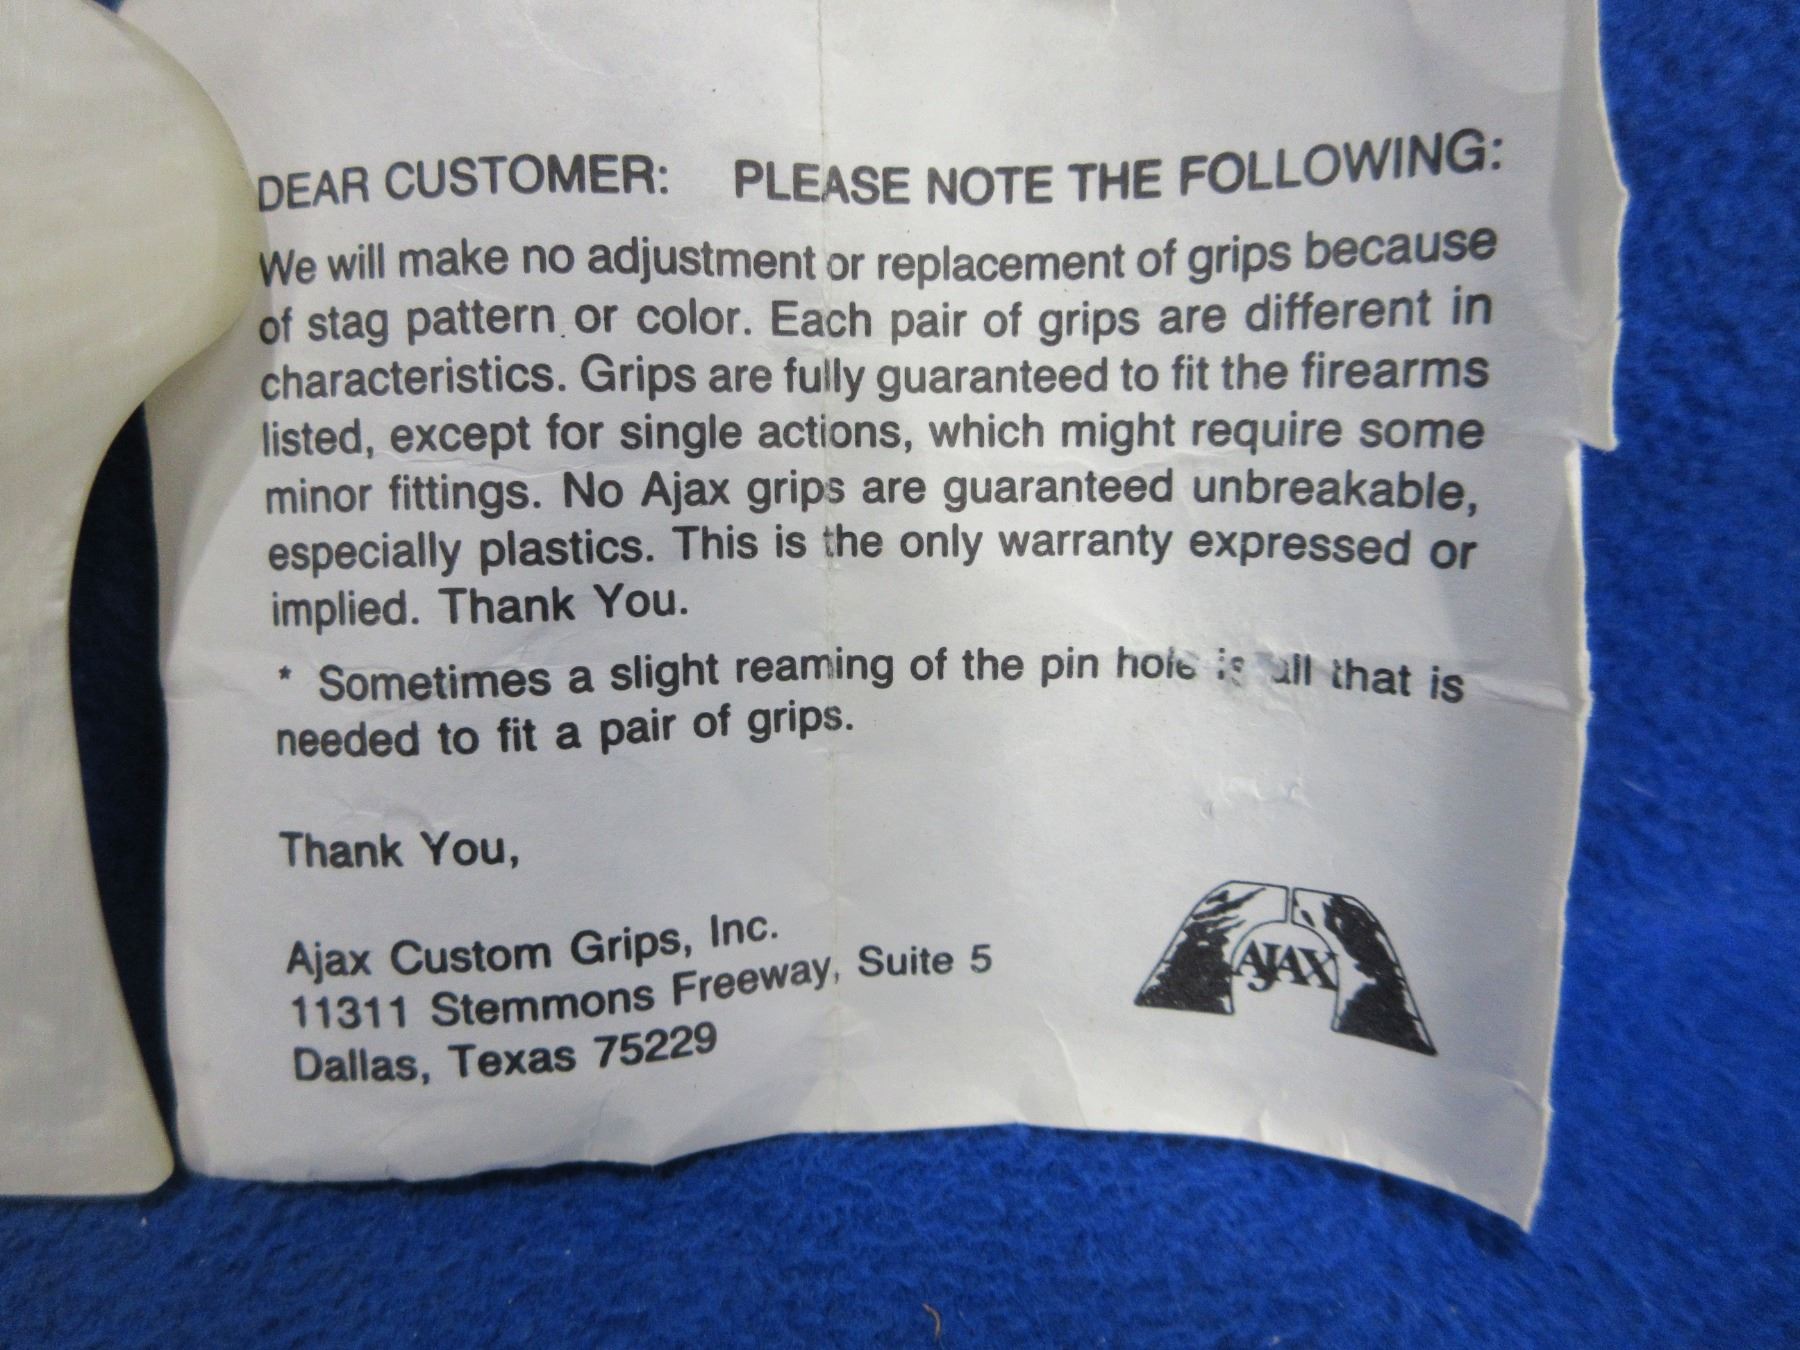 DEAR CUSTOMER: PLEASE NOTE THE FOLLOWING:
We will make no adjustment or replacement of grips because
of stag pattern or color. Each pair of grips are different in
characteristics. Grips are fully guaranteed to fit the firearms
listed, except for single actions, which might require some
minor fittings. No Ajax grips are guaranteed unbreakable,
especially plastics. This is the only warranty expressed or
implied. Thank You.
* Sometimes a slight reaming of the pin hole is all that is
needed to fit a pair of grips.
Thank You,
Ajax Custom Grips, Inc.
11311 Stemmons Freeway, Suite 5
Dallas, Texas 75229
AJAX